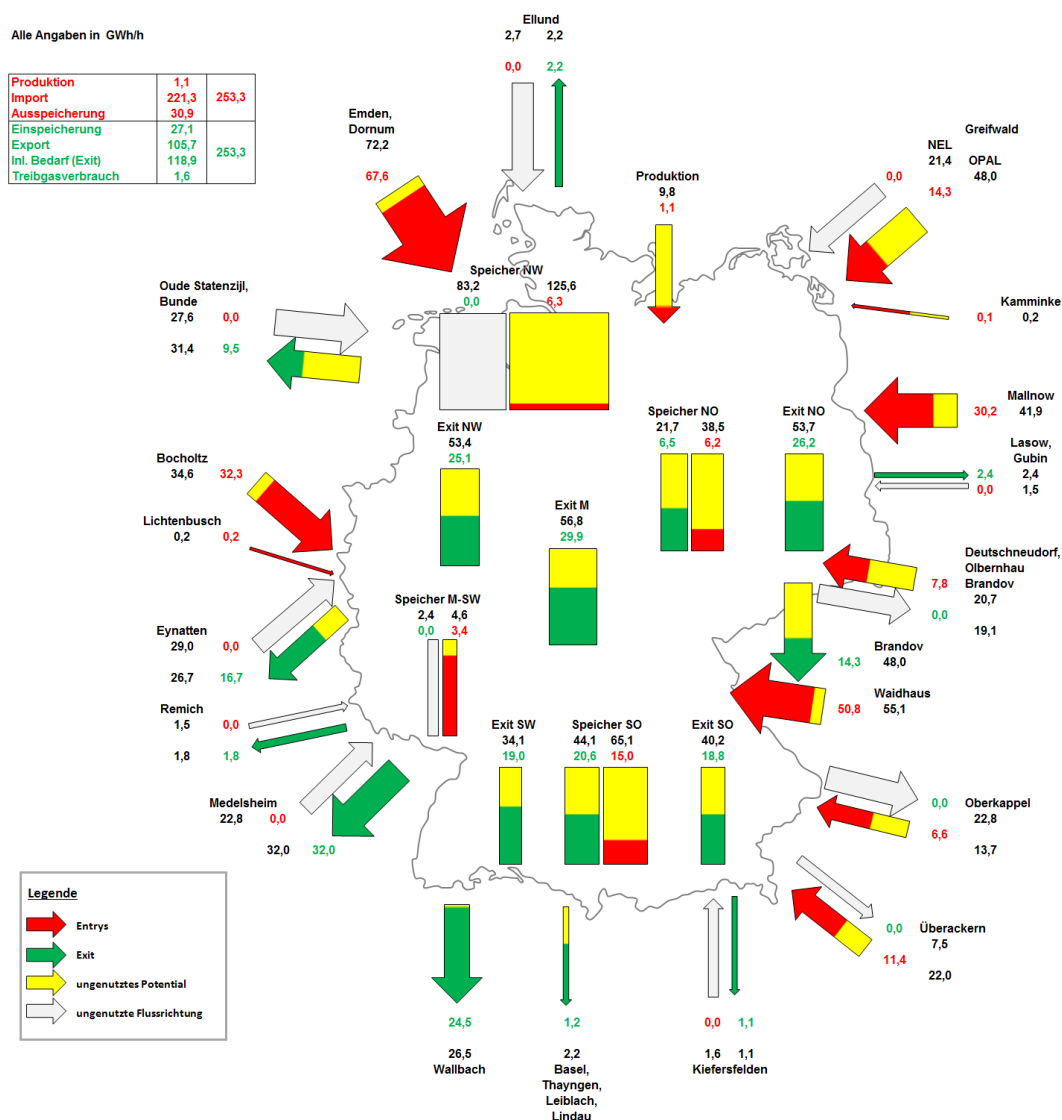 Alle Angaben in GWh/h
Produktion 1,1
Import 221,3 253,3
Ausspeicherung 30,9
Einspeicherung 27,1
Export 105,7 253,3
Inl. Bedarf (Exit) 118,9
Treibgasverbrauch 1,6
Ellund
2,7 2,2
0,0 2,2
Emden,
Dornum
72,2
67,6
Produktion
9,8
1,1
Greifwald
NEL
21,4 OPAL
0,0 48,0
14,3
Speicher NW
83,2 125,6
0,0 6,3
Oude Statenzijl,
Bunde
27,6 0,0
31,4 9,5
Kamminke
0,1 0,2
Mallnow
30,2 41,9
Lasow,
Gubin
2,4 2,4
0,0 1,5
Speicher NO
21,7 38,5
6,5 6,2
Exit NO
53,7
26,2
Exit NW
53,4
25,1
Bocholtz
34,6 32,3
Lichtenbusch
0,2 0,2
Exit M
56,8
29,9
Deutschneudorf,
Olbernhau
7,8 Brandov
20,7
0,0
19,1
Speicher M-SW
2,4 4,6
0,0 3,4
Eynatten
29,0 0,0
26,7 16,7
Brandov
14,3 48,0
Waidhaus
50,8 55,1
Remich
1,5 0,0
1,8 1,8
Exit SW
34,1
19,0
Speicher SO
44,1 65,1
20,6 15,0
Exit SO
40,2
18,8
Medelsheim
22,8 0,0
32,0 32,0
0,0 Oberkappel
22,8
6,6
13,7
0,0 Überackern
7,5
11,4
22,0
Legende
Entrys
Exit
ungenutztes Potential
ungenutzte Flussrichtung
24,5
26,5
Wallbach
1,2
2,2
Basel,
Thayngen,
Leiblach,
Lindau
0,0 1,1
1,6 1,1
Kiefersfelden